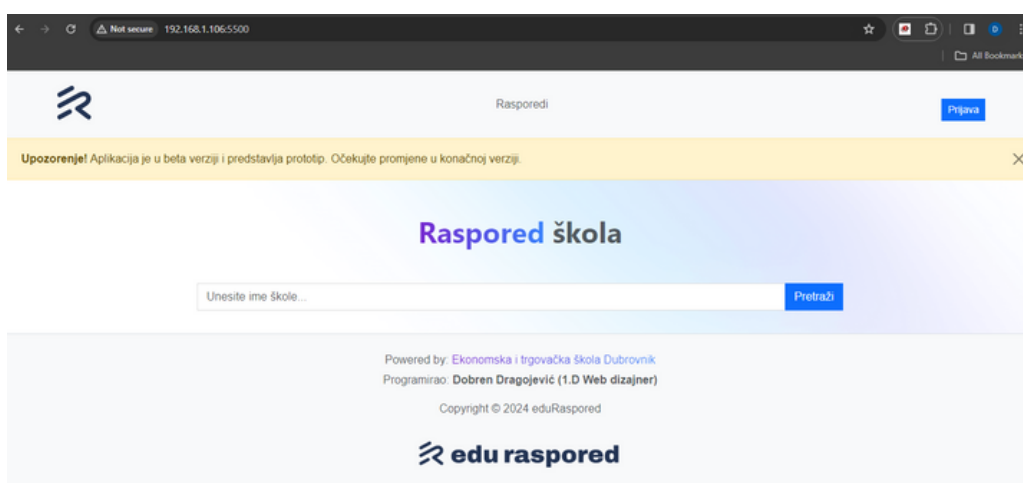 Not secure 192.168.1.106:5500
D
All Bookmark
Rasporedi
Prijava
Upozorenje! Aplikacija je u beta verziji i predstavlja prototip. Očekujte promjene u konačnoj verziji.
Raspored škola
Unesite ime škole...
Pretraži
Powered by: Ekonomska i trgovačka škola Dubrovnik
Programirao: Dobren Dragojević (1.D Web dizajner)
Copyright © 2024 eduRaspored
edu raspored